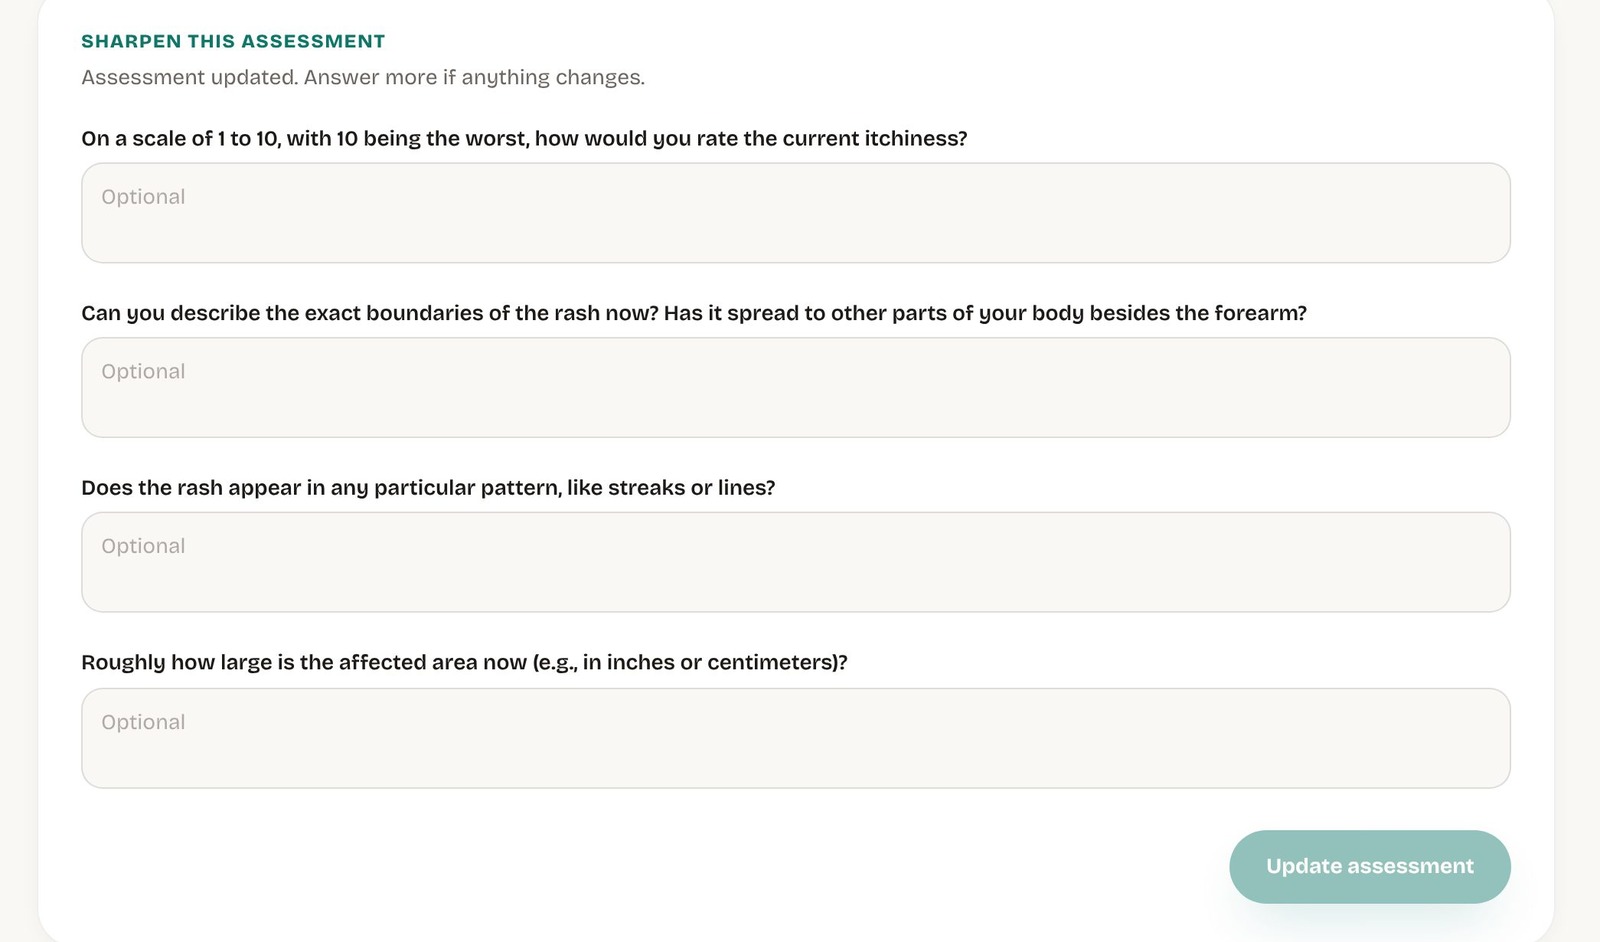 SHARPEN THIS ASSESSMENT
Assessment updated. Answer more if anything changes.
On a scale of 1 to 10, with 10 being the worst, how would you rate the current itchiness?
Optional
Can you describe the exact boundaries of the rash now? Has it spread to other parts of your body besides the forearm?
Optional
Does the rash appear in any particular pattern, like streaks or lines?
Optional
Roughly how large is the affected area now (e.g., in inches or centimeters)?
Optional
Update assessment